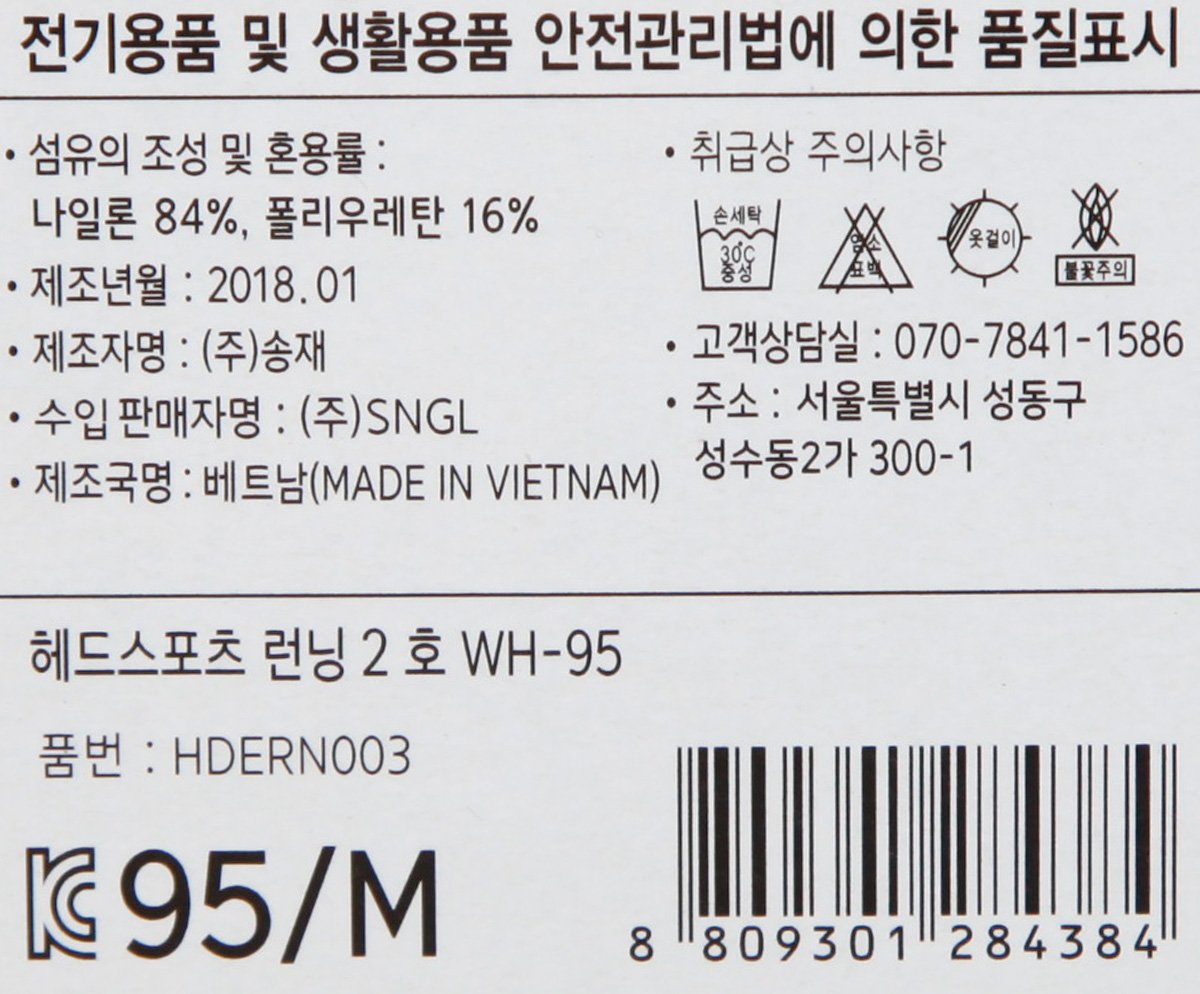 전기용품 및 생활용품 안전관리법에 의한 품질표시
• 섬유의 조성 및 혼용률 :
나일론 84%, 폴리우레탄 16%
• 제조년월 : 2018.01
• 제조자명 : (주)송재
• 수입 판매자명 : (주)SNGL
• 제조국명 : 베트남(MADE IN VIETNAM)
• 취급상 주의사항
손세탁
30℃
중성
염소
표백
옷걸이
불꽃주의
• 고객상담실 : 070-7841-1586
• 주소 : 서울특별시 성동구
성수동2가 300-1
헤드스포츠 런닝 2 호 WH-95
품번 : HDERN003
KC 95/M
8 809301 284384